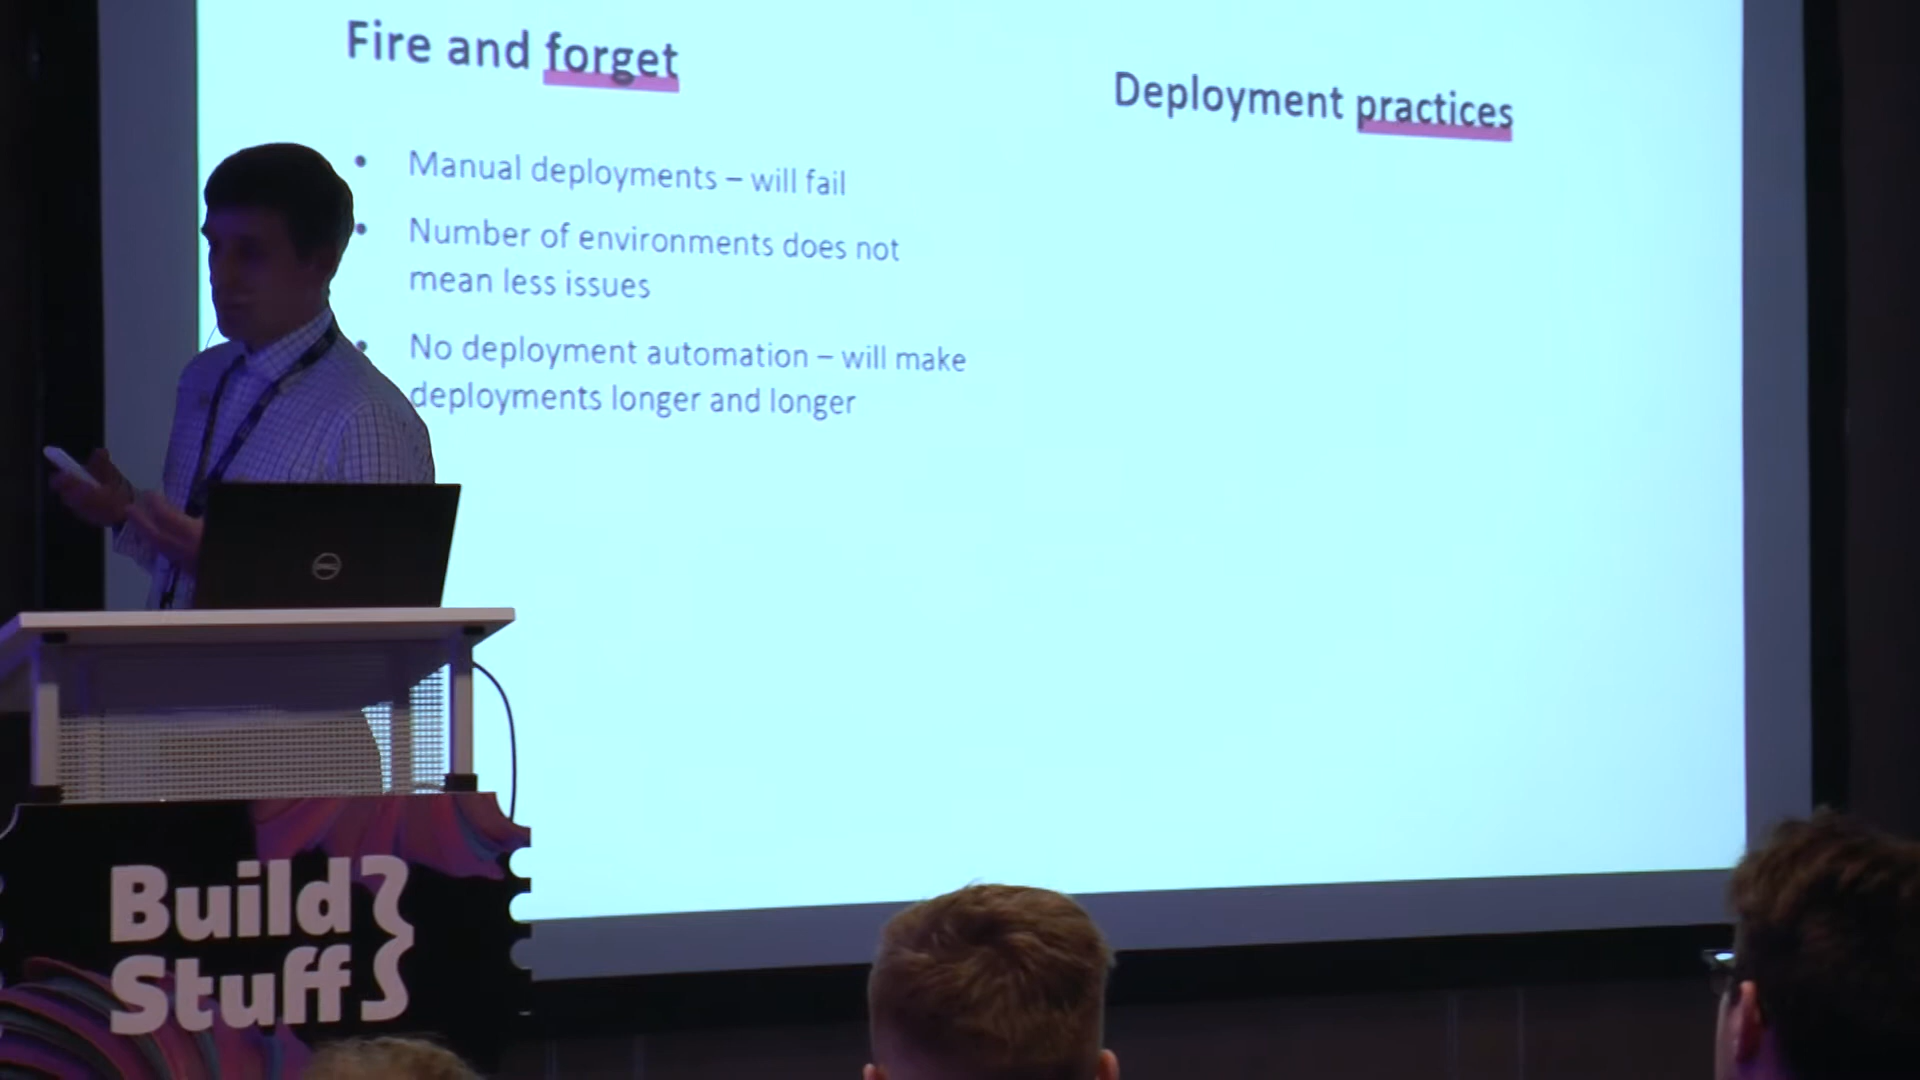 Fire and forget
Deployment practices
• Manual deployments – will fail
• Number of environments does not
mean less issues
• No deployment automation – will make
deployments longer and longer
DELL
Build
Stuff